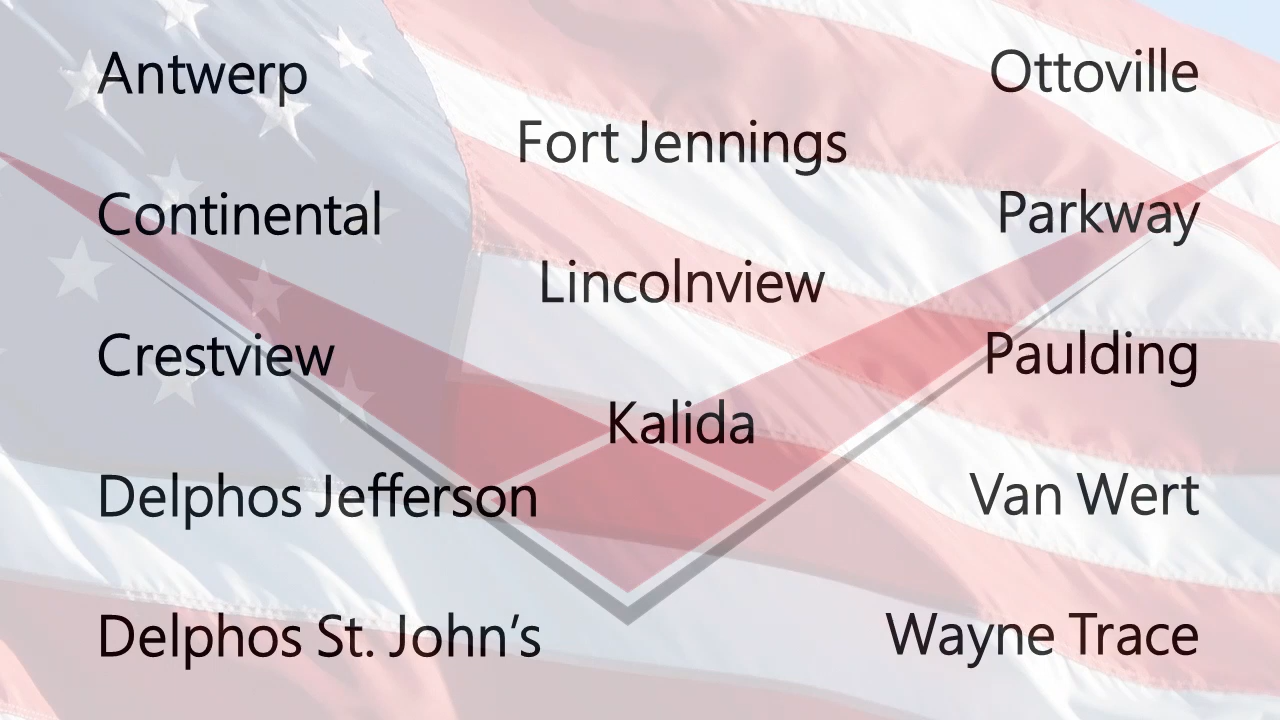 Antwerp
Continental
Crestview
Delphos Jefferson
Delphos St. John's
Fort Jennings
Lincolnview
Kalida
Ottoville
Parkway
Paulding
Van Wert
Wayne Trace